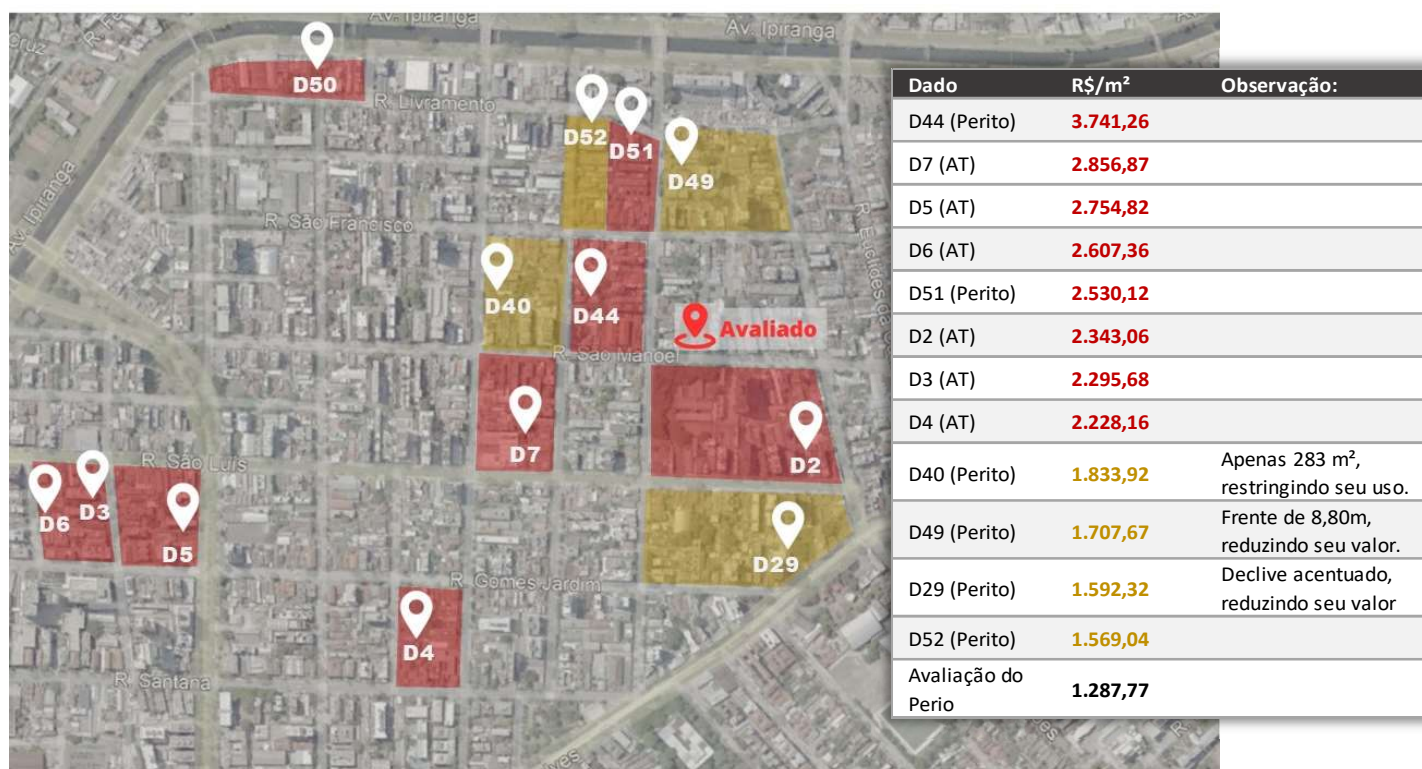 Av. Ipiranga
Av. Ipiranga
Cruz
D50
R. Livramento
D52
D51
D49
Av. Ipiranga
R. São Francisco
D40
D44
Avaliado
R. São Manoel
D7
D2
R. São Luís
D6
D3
D5
D29
R. Gomes Jardim
D4
R. Santana
Dado R$/m² Observação:
D44 (Perito) 3.741,26
D7 (AT) 2.856,87
D5 (AT) 2.754,82
D6 (AT) 2.607,36
D51 (Perito) 2.530,12
D2 (AT) 2.343,06
D3 (AT) 2.295,68
D4 (AT) 2.228,16
D40 (Perito) 1.833,92 Apenas 283 m²,
restringindo seu uso.
D49 (Perito) 1.707,67 Frente de 8,80m,
reduzindo seu valor.
D29 (Perito) 1.592,32 Declive acentuado,
reduzindo seu valor
D52 (Perito) 1.569,04
Avaliação do
Perio 1.287,77